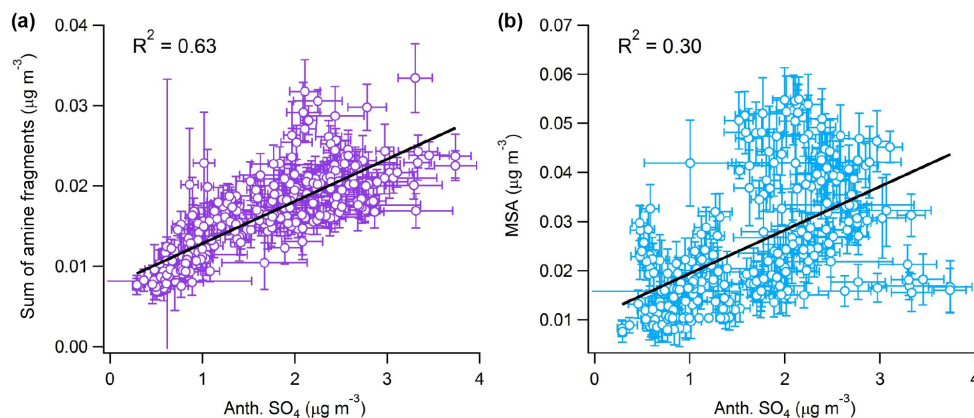 (a)
R² = 0.63
Sum of amine fragments (µg m⁻³)
0.04
0.03
0.02
0.01
0.00
0 1 2 3 4
Anth. SO₄ (µg m⁻³)
(b)
R² = 0.30
MSA (µg m⁻³)
0.07
0.06
0.05
0.04
0.03
0.02
0.01
0 1 2 3 4
Anth. SO₄ (µg m⁻³)